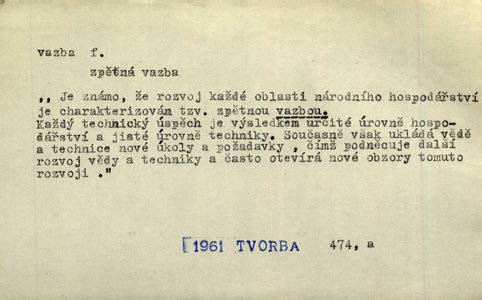 vazba f.
zpětná vazba
,, Je známo, že rozvoj každé oblasti národního hospodářství
je charakterizován tzv. zpětnou vazbou.
Každý technický úspěch je výsledkem určité úrovně hospo-
dářství a jisté úrovně techniky. Současně však ukládá vědě
a technice nové úkoly a požadavky , čímž podněcuje další
rozvoj vědy a techniky a často otevírá nové obzory tomuto
rozvoji ."
[1961 TVORBA 474, a